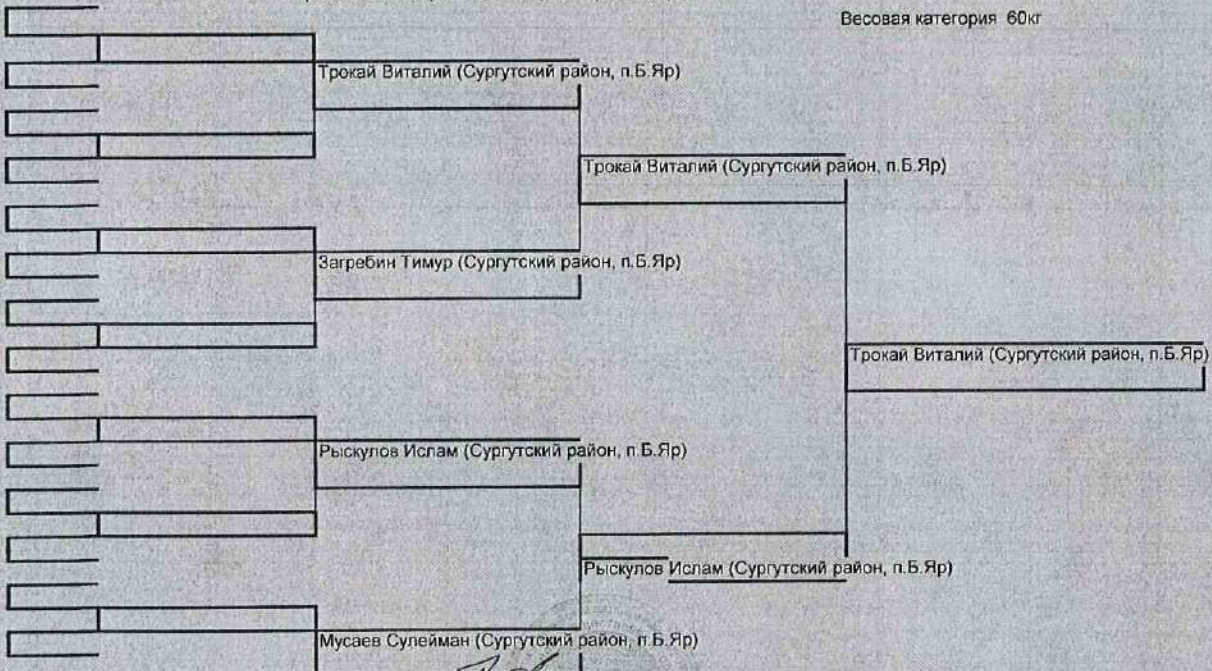 Весовая категория 60кг
Трокай Виталий (Сургутский район, п.Б.Яр)
Трокай Виталий (Сургутский район, п.Б.Яр)
Загребин Тимур (Сургутский район, п.Б.Яр)
Трокай Виталий (Сургутский район, п.Б.Яр)
Рыскулов Ислам (Сургутский район, п.Б.Яр)
Рыскулов Ислам (Сургутский район, п.Б.Яр)
Мусаев Сулейман (Сургутский район, п.Б.Яр)